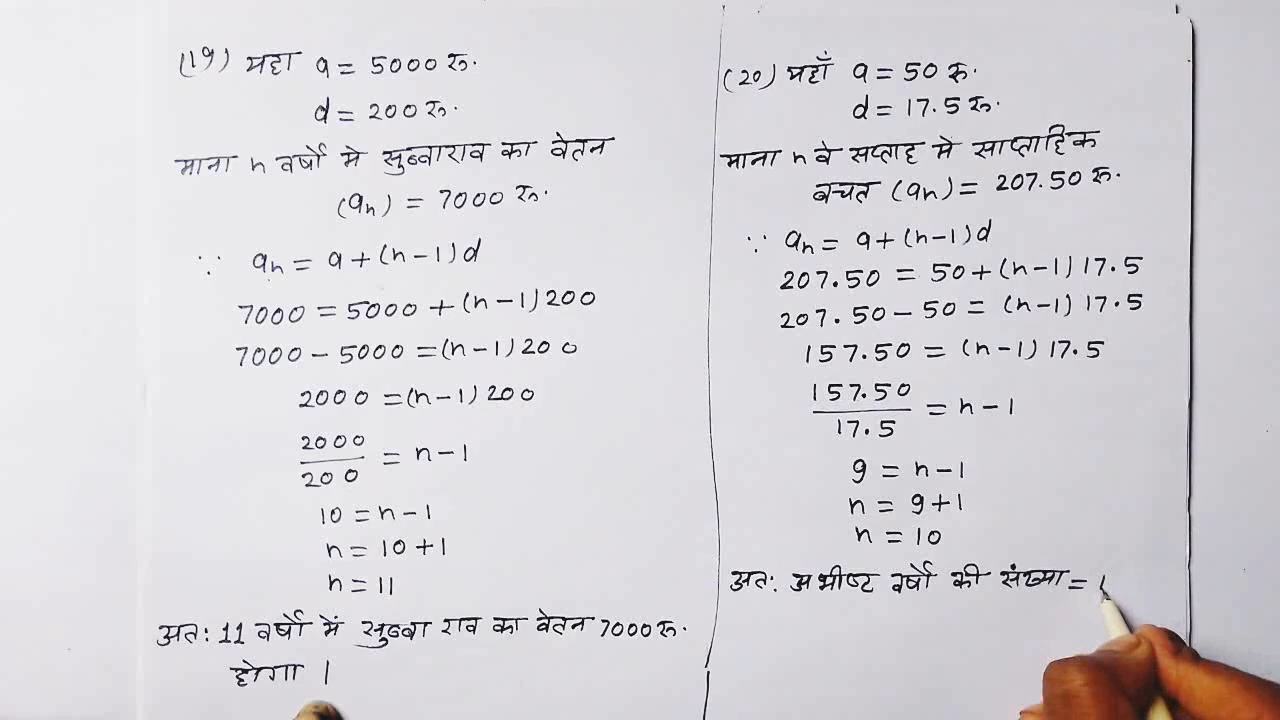 (19) यहा a = 5000 रु.
d = 200 रु.
माना n वर्षो मे सुब्बाराव का वेतन
(an) = 7000 रु.
∵ an = a + (n-1)d
7000 = 5000 + (n-1) 200
7000 - 5000 = (n-1) 200
2000 = (n-1) 200
2000/200 = n-1
10 = n-1
n = 10 + 1
n = 11
अत: 11 वर्षो में सुब्बा राव का वेतन 7000 रु.
होगा |
(20) यहाँ a = 50 रु.
d = 17.5 रु.
माना n वे सप्ताह मे साप्ताहिक
बचत (an) = 207.50 रु.
∵ an = a + (n-1)d
207.50 = 50 + (n-1) 17.5
207.50 - 50 = (n-1) 17.5
157.50 = (n-1) 17.5
157.50/17.5 = n-1
9 = n-1
n = 9+1
n = 10
अत: अभीष्ट वर्षो की संख्या =